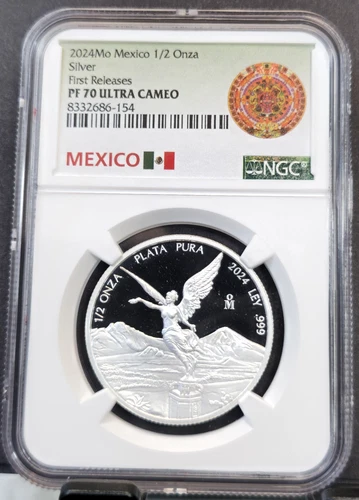 2024Mo Mexico 1/2 Onza
Silver
First Releases
PF 70 ULTRA CAMEO
8332686-154
MEXICO
NGC
1/2 ONZA PLATA PURA 2024 LEY .999
Mo